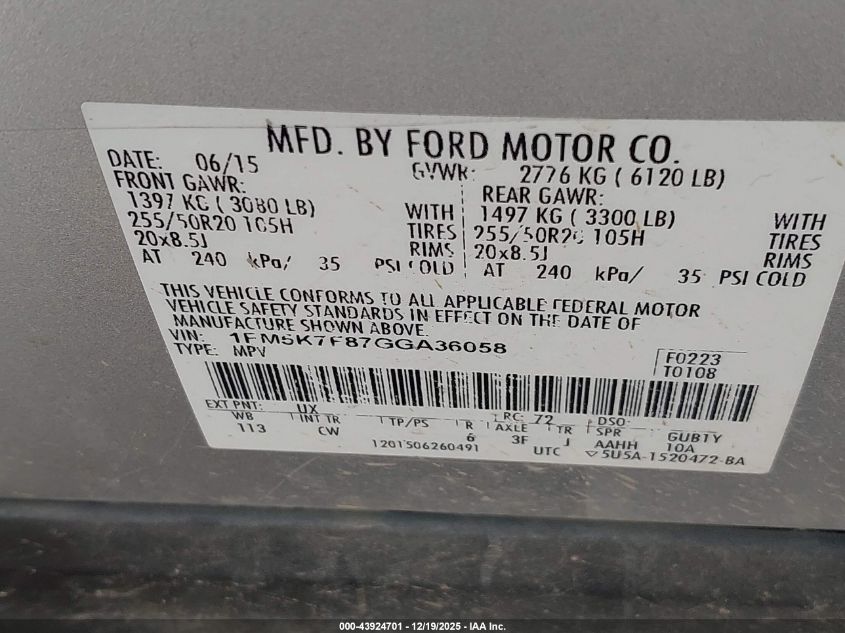 MFD. BY FORD MOTOR CO.
DATE: 06/15 GVWR: 2776 KG ( 6120 LB)
FRONT GAWR: REAR GAWR:
1397 KG ( 3080 LB) WITH 1497 KG ( 3300 LB) WITH
255/50R20 105H TIRES 255/50R20 105H TIRES
20x8.5J RIMS 20x8.5J RIMS
AT 240 kPa/ 35 PSI COLD AT 240 kPa/ 35 PSI COLD
THIS VEHICLE CONFORMS TO ALL APPLICABLE FEDERAL MOTOR
VEHICLE SAFETY STANDARDS IN EFFECT ON THE DATE OF
MANUFACTURE SHOWN ABOVE.
VIN: 1FM5K7F87GGA36058
TYPE: MPV
F0223
T0108
EXT PNT: UX RC: 72 DSO:
WB INT TR TP/PS R AXLE TR SPR GUB1Y
113 CW 6 3F J AAHH 10A
1201506260491 UTC ▽5U5A-1520472-BA
000-43924701 - 12/19/2025 - IAA Inc.